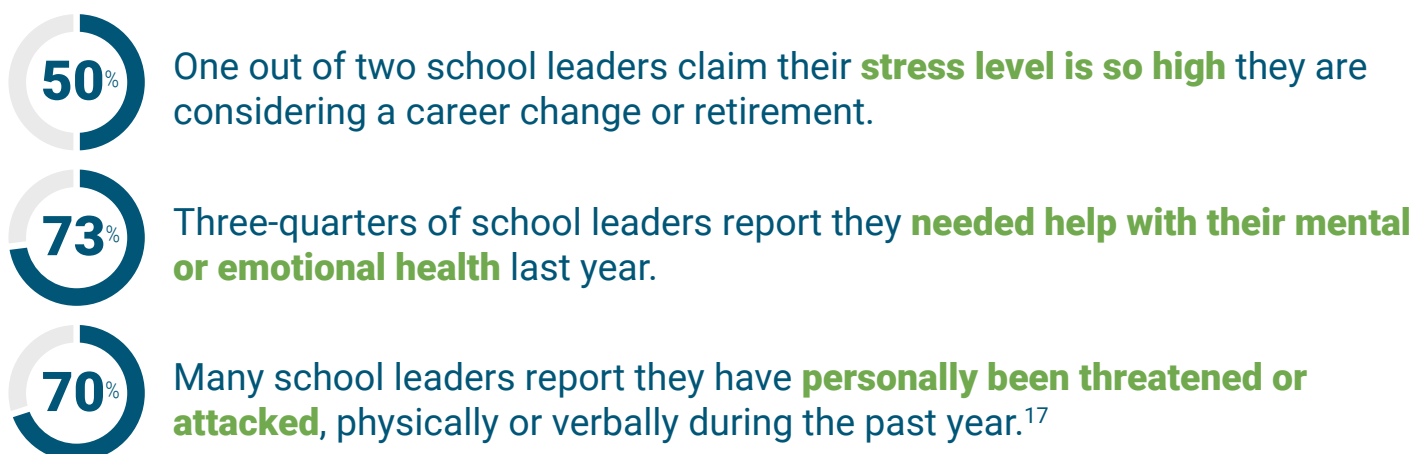 50%
One out of two school leaders claim their stress level is so high they are
considering a career change or retirement.
73%
Three-quarters of school leaders report they needed help with their mental
or emotional health last year.
70%
Many school leaders report they have personally been threatened or
attacked, physically or verbally during the past year.17